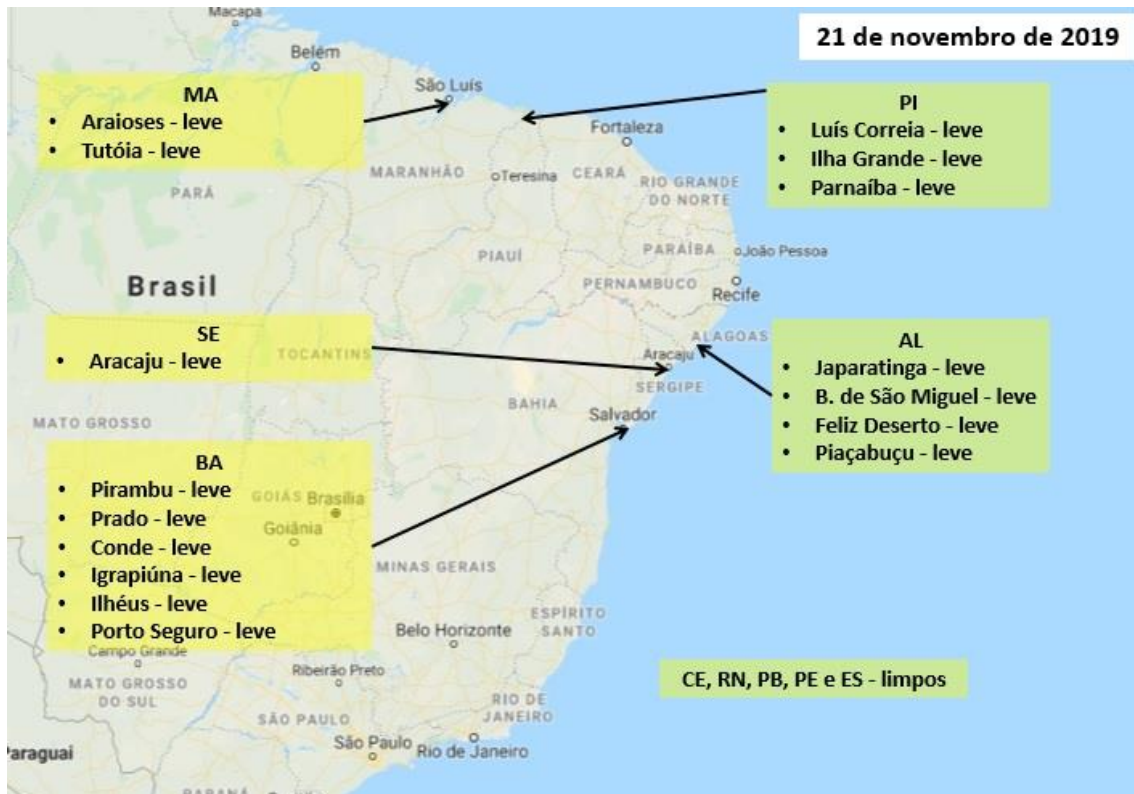 21 de novembro de 2019
Macapá
Belém
São Luís
MA
• Araioses - leve
• Tutóia - leve
PI
• Luís Correia - leve
• Ilha Grande - leve
• Parnaíba - leve
Fortaleza
MARANHÃO
Teresina
CEARÁ
RIO GRANDE
DO NORTE
PARÁ
PARAÍBA
João Pessoa
PIAUÍ
PERNAMBUCO
Recife
Brasil
SE
• Aracaju - leve
TOCANTINS
ALAGOAS
Aracaju
SERGIPE
AL
• Japaratinga - leve
• B. de São Miguel - leve
• Feliz Deserto - leve
• Piaçabuçu - leve
BAHIA
Salvador
MATO GROSSO
BA
• Pirambu - leve
• Prado - leve
• Conde - leve
• Igrapiúna - leve
• Ilhéus - leve
• Porto Seguro - leve
GOIÁS
Brasília
Goiânia
MINAS GERAIS
ESPÍRITO
SANTO
Belo Horizonte
Campo Grande
MATO GROSSO
DO SUL
Ribeirão Preto
CE, RN, PB, PE e ES - limpos
RIO DE
JANEIRO
SÃO PAULO
São Paulo
Rio de Janeiro
Paraguai
PARANÁ